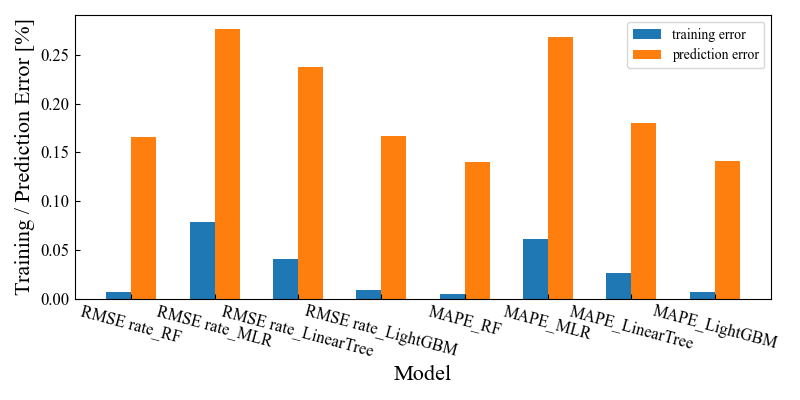 Training / Prediction Error [%]
0.25
0.20
0.15
0.10
0.05
0.00
training error
prediction error
RMSE rate_RF
RMSE rate_MLR
RMSE rate_LinearTree
RMSE rate_LightGBM
MAPE_RF
MAPE_MLR
MAPE_LinearTree
MAPE_LightGBM
Model